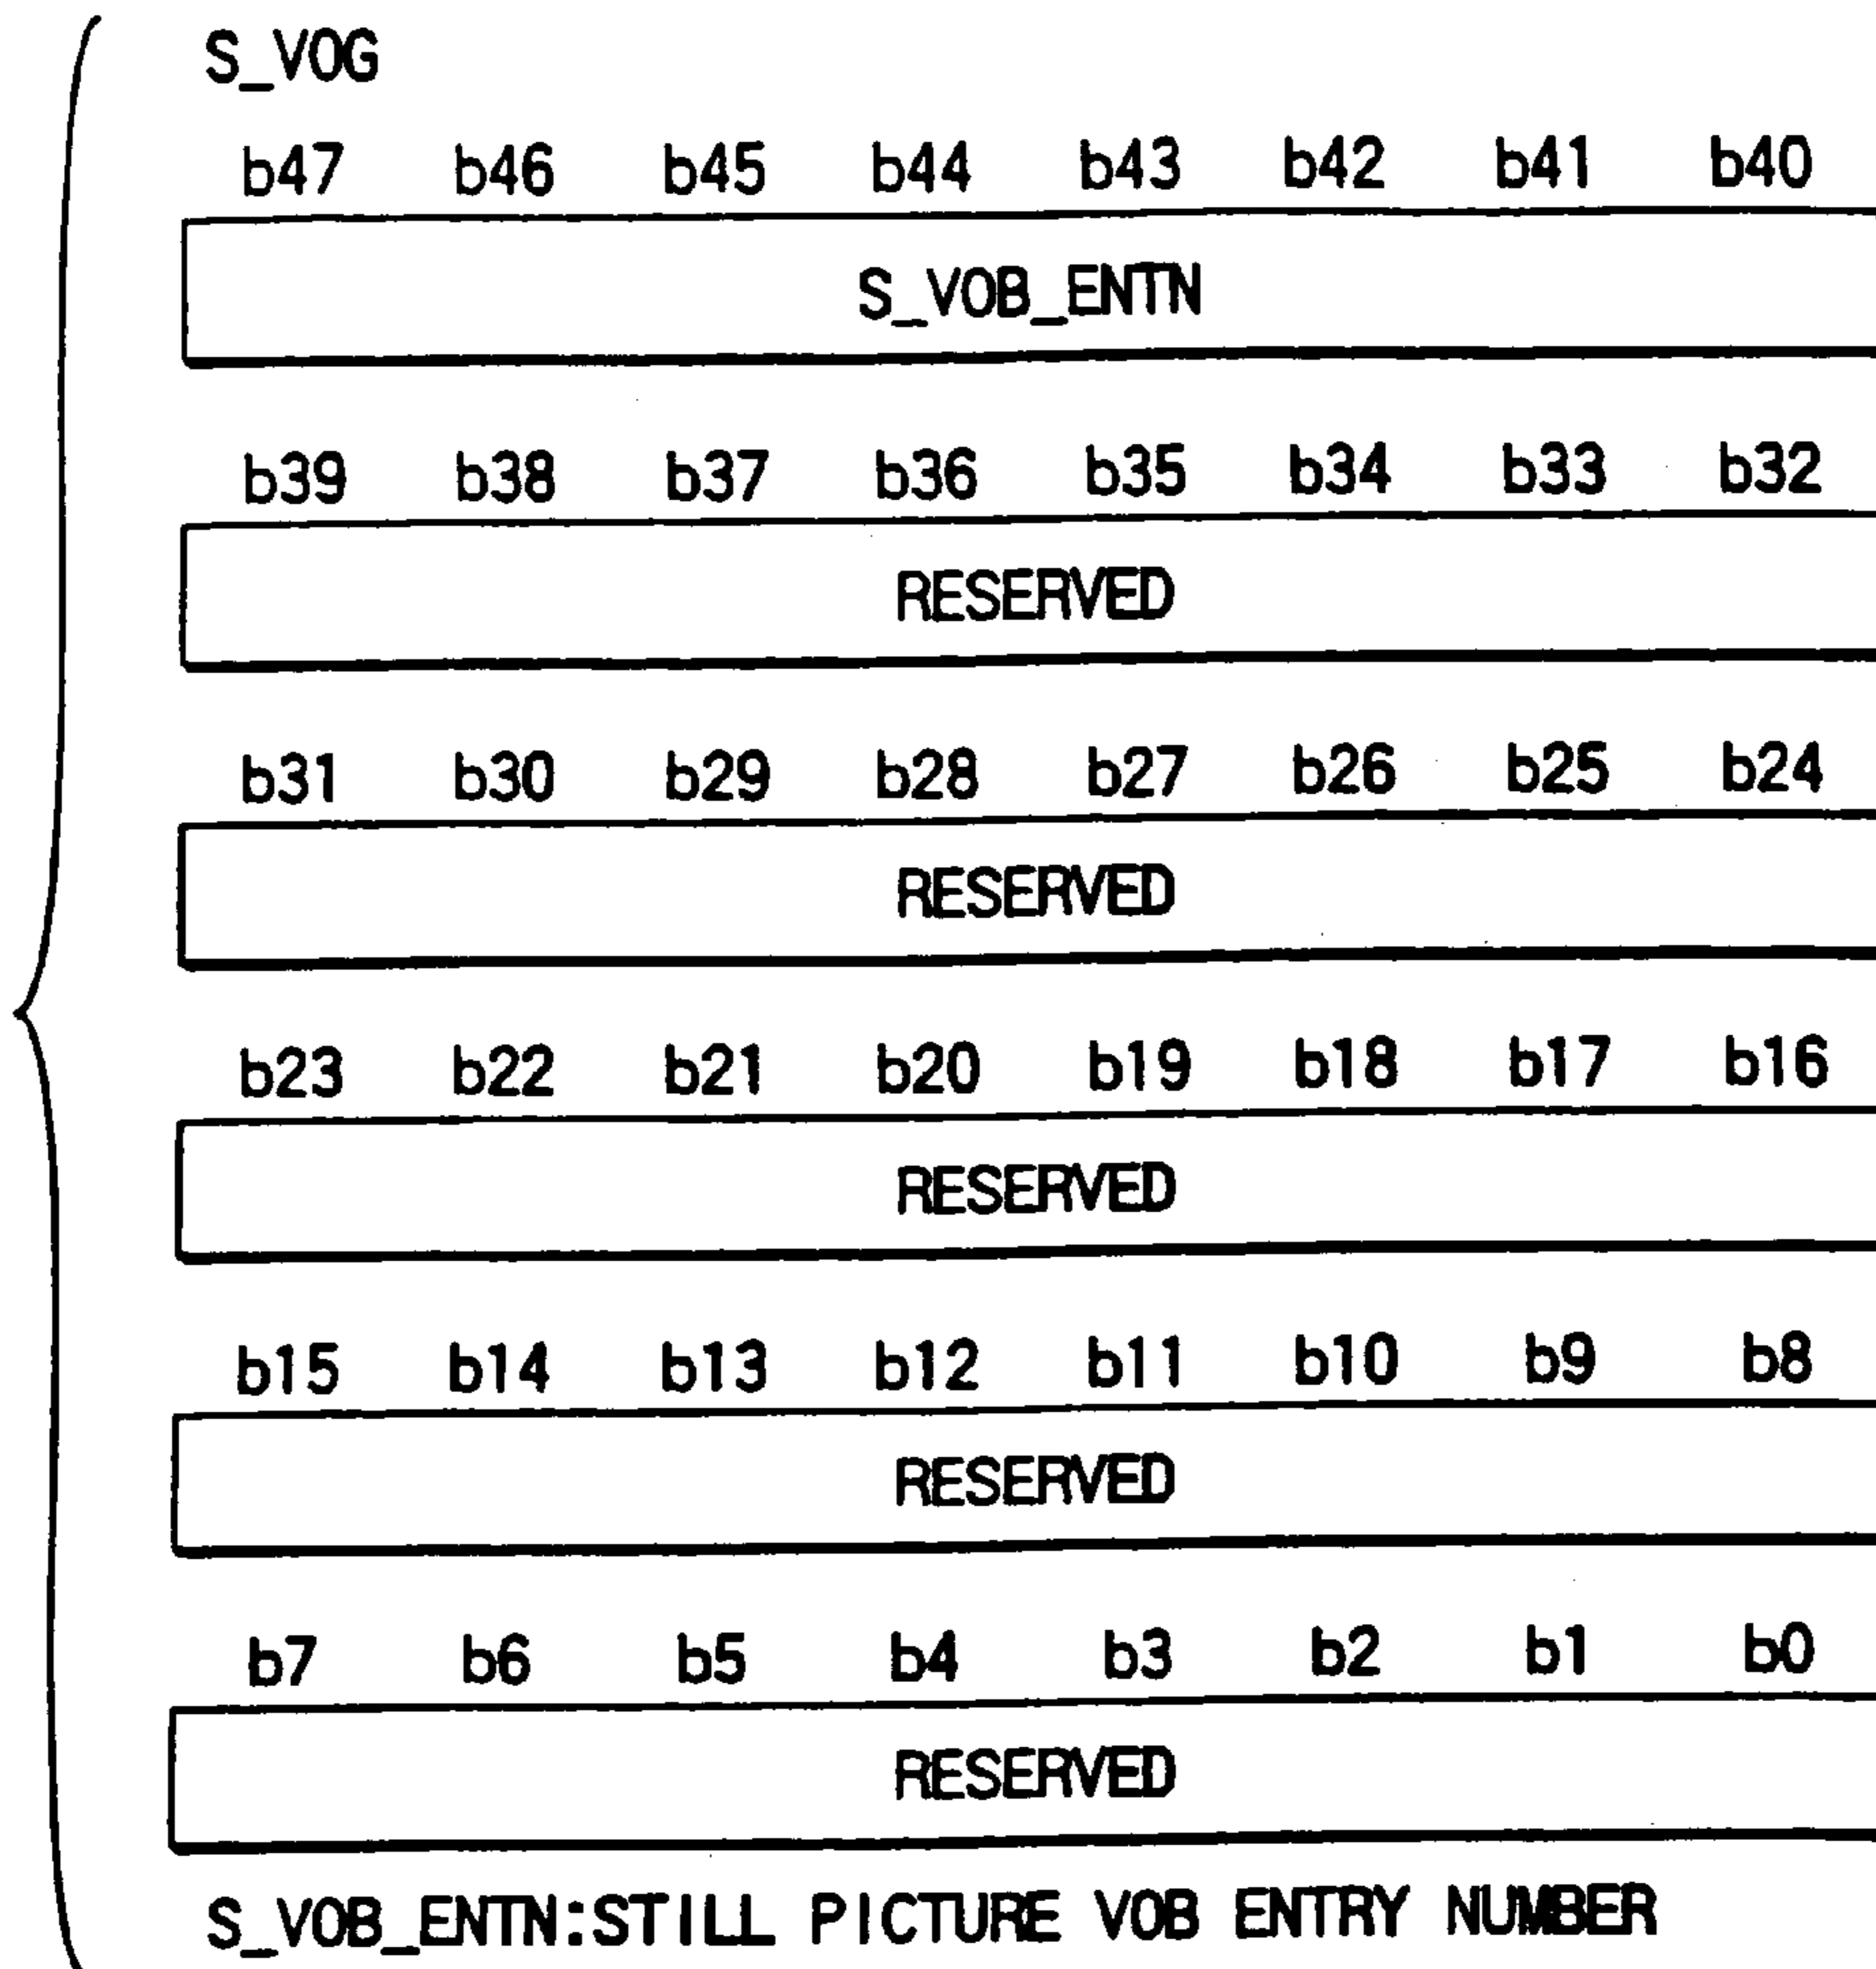 S_VOG
b47 b46 b45 b44 b43 b42 b41 b40
S_VOB_ENTN
b39 b38 b37 b36 b35 b34 b33 b32
RESERVED
b31 b30 b29 b28 b27 b26 b25 b24
RESERVED
b23 b22 b21 b20 b19 b18 b17 b16
RESERVED
b15 b14 b13 b12 b11 b10 b9 b8
RESERVED
b7 b6 b5 b4 b3 b2 b1 b0
RESERVED
S_VOB_ENTN:STILL PICTURE VOB ENTRY NUMBER